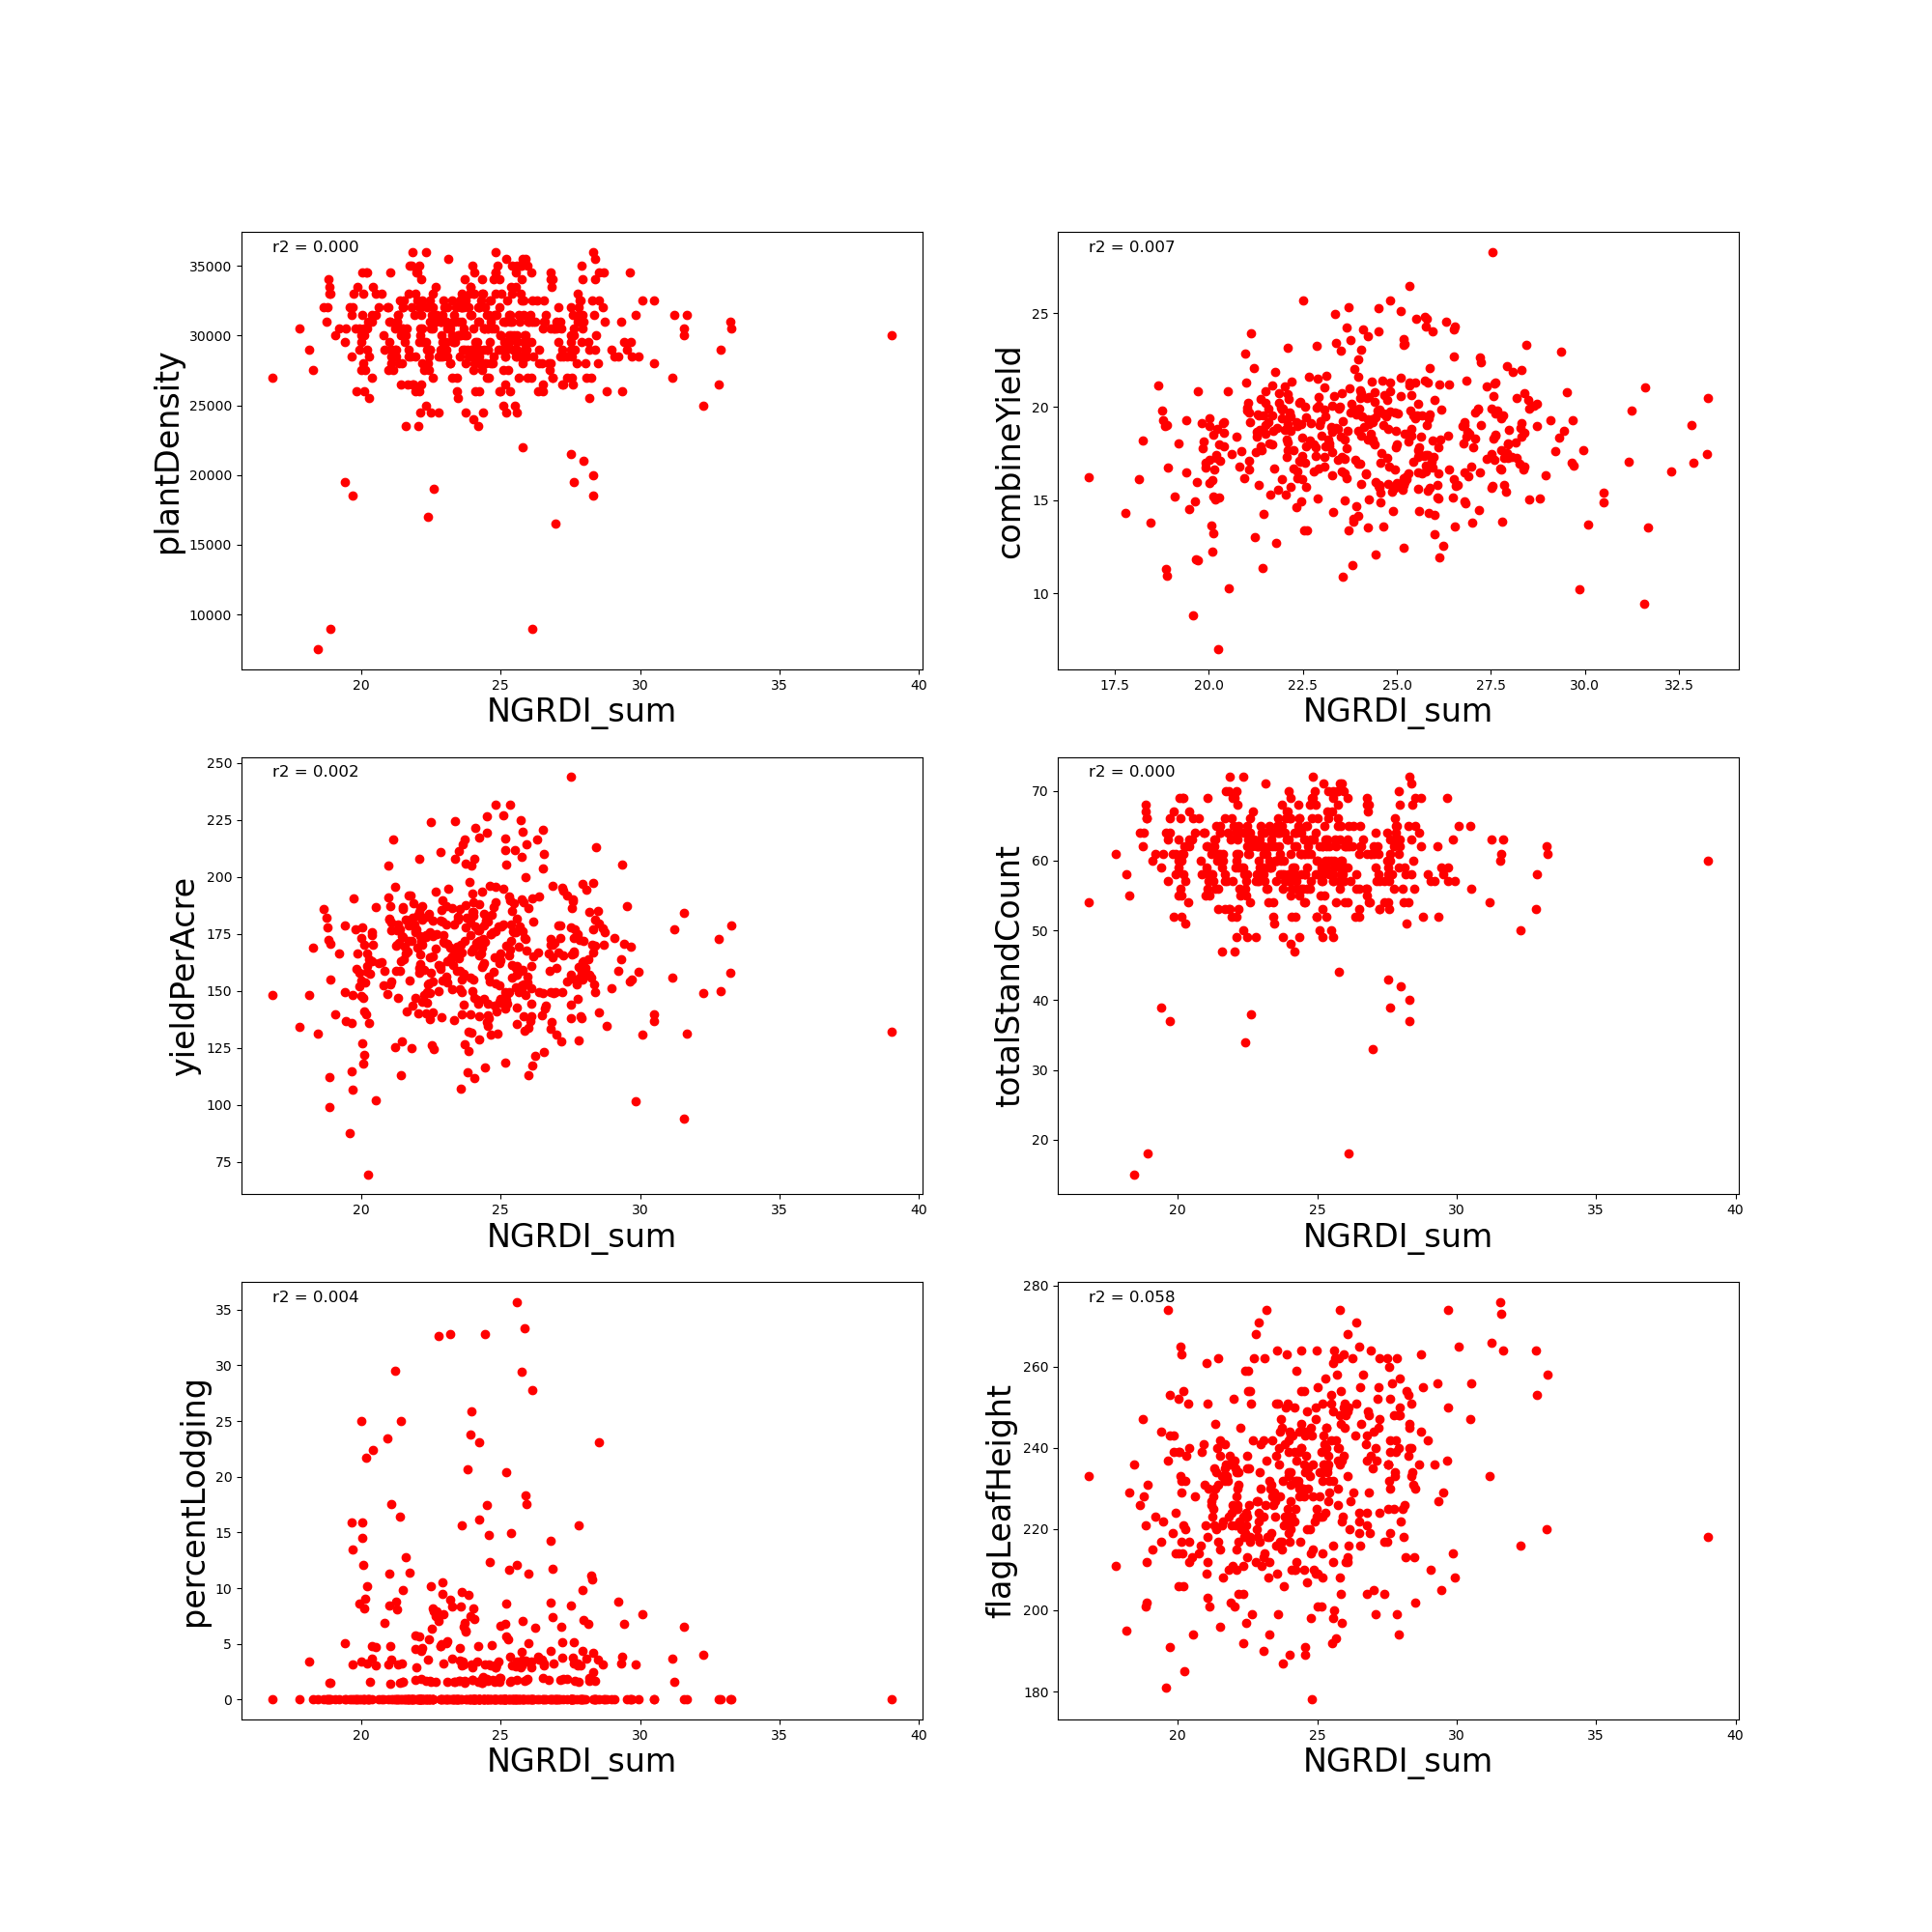 r2 = 0.000
plantDensity
35000
30000
25000
20000
15000
10000
20 25 30 35 40
NGRDI_sum
r2 = 0.007
combineYield
25
20
15
10
17.5 20.0 22.5 25.0 27.5 30.0 32.5
NGRDI_sum
r2 = 0.002
yieldPerAcre
250
225
200
175
150
125
100
75
20 25 30 35 40
NGRDI_sum
r2 = 0.000
totalStandCount
70
60
50
40
30
20
20 25 30 35 40
NGRDI_sum
r2 = 0.004
percentLodging
35
30
25
20
15
10
5
0
20 25 30 35 40
NGRDI_sum
r2 = 0.058
flagLeafHeight
280
260
240
220
200
180
20 25 30 35 40
NGRDI_sum